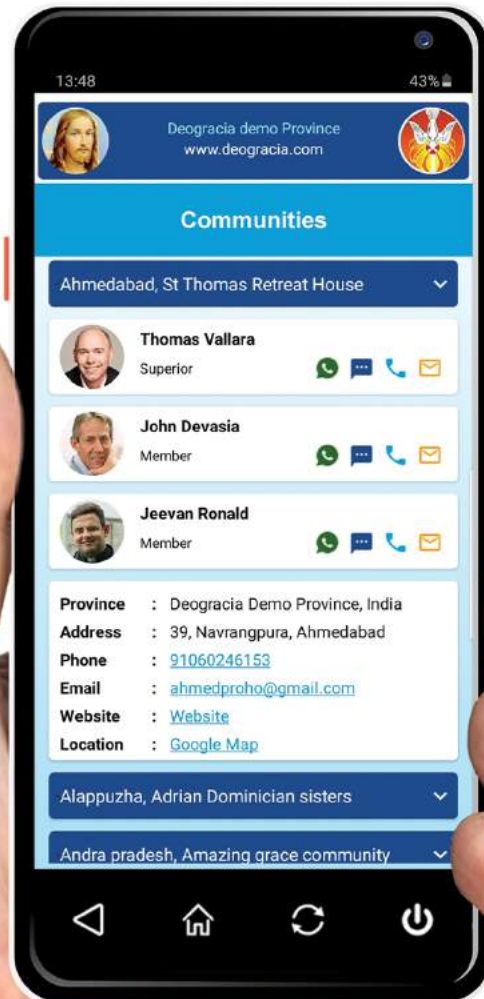 13:48 43%
Deogracia demo Province
www.deogracia.com
Communities
Ahmedabad, St Thomas Retreat House
Thomas Vallara
Superior
John Devasia
Member
Jeevan Ronald
Member
Province : Deogracia Demo Province, India
Address : 39, Navrangpura, Ahmedabad
Phone : 91060246153
Email : ahmedproho@gmail.com
Website : Website
Location : Google Map
Alappuzha, Adrian Dominician sisters
Andra pradesh, Amazing grace community